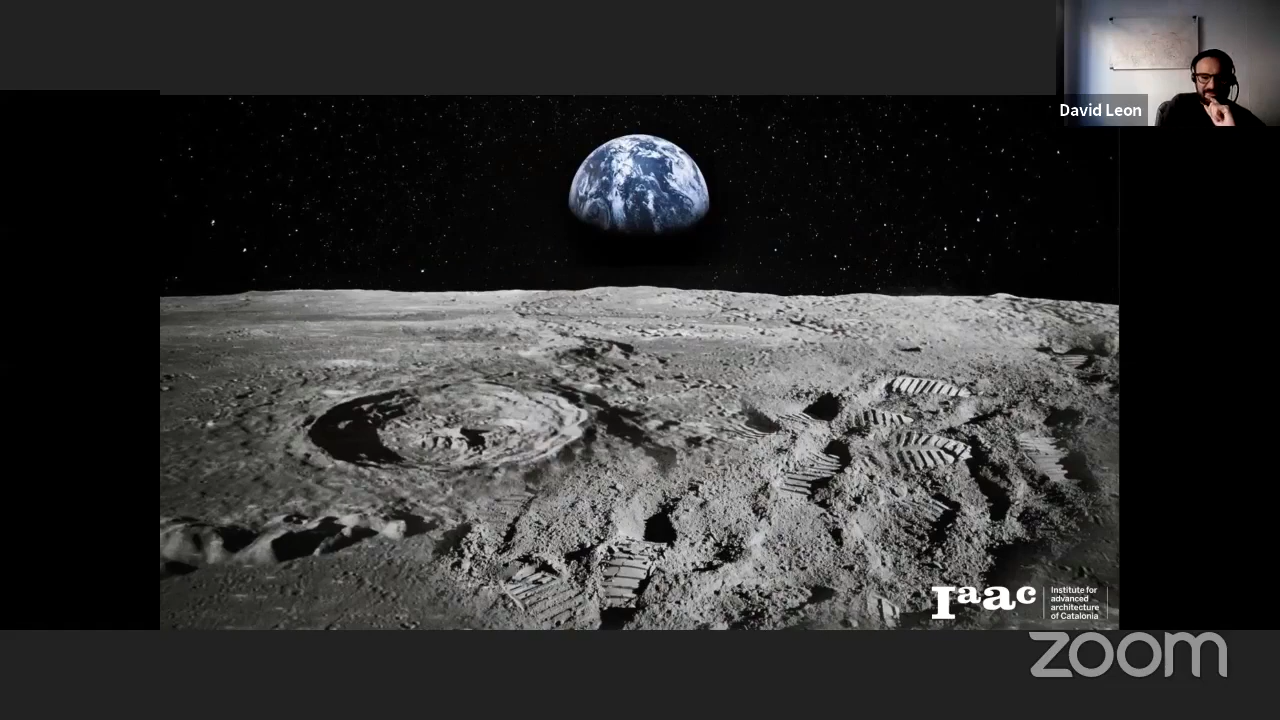 David Leon
Iaac
Institute for
advanced
architecture
of Catalonia
zoom